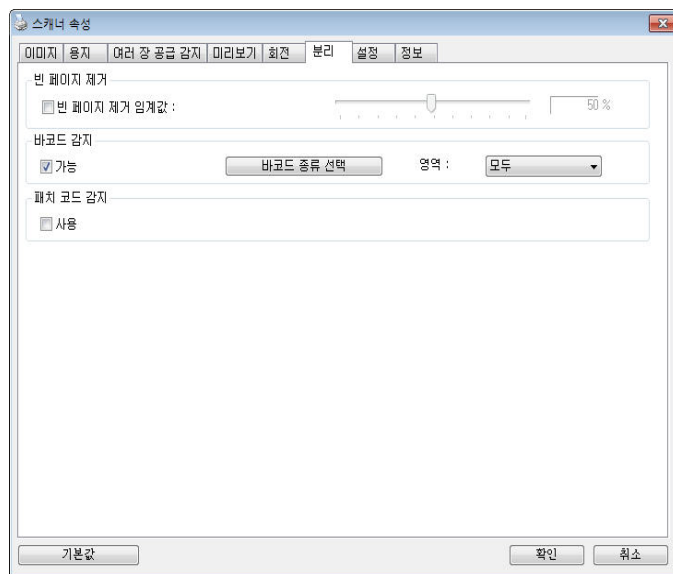 스캐너 속성
이미지 용지 여러 장 공급 감지 미리보기 회전 분리 설정 정보
빈 페이지 제거
빈 페이지 제거 임계값 : 50 %
바코드 감지
가능 바코드 종류 선택 영역 : 모두
패치 코드 감지
사용
기본값 확인 취소